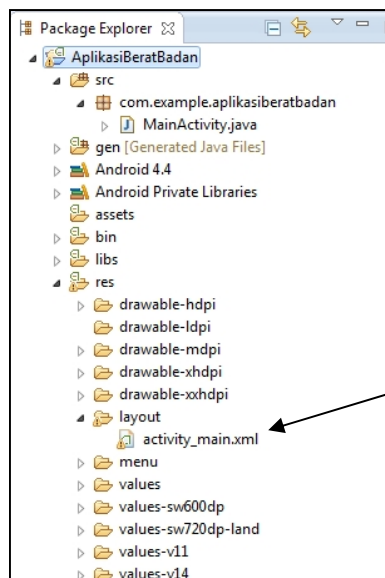 Package Explorer
AplikasiBeratBadan
src
com.example.aplikasiberatbadan
MainActivity.java
gen [Generated Java Files]
Android 4.4
Android Private Libraries
assets
bin
libs
res
drawable-hdpi
drawable-ldpi
drawable-mdpi
drawable-xhdpi
drawable-xxhdpi
layout
activity_main.xml
menu
values
values-sw600dp
values-sw720dp-land
values-v11
values-v14